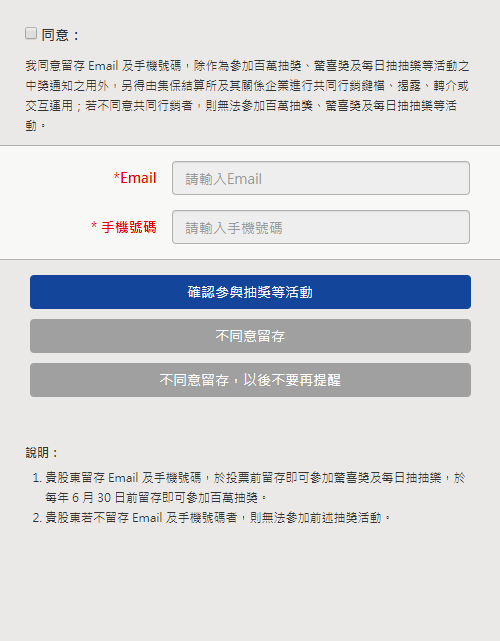 同意：
我同意留存 Email 及手機號碼，除作為參加百萬抽獎、驚喜獎及每日抽抽樂等活動之
中獎通知之用外，另得由集保結算所及其關係企業進行共同行銷建檔、揭露、轉介或
交互運用；若不同意共同行銷者，則無法參加百萬抽獎、驚喜獎及每日抽抽樂等活
動。
*Email
請輸入Email
* 手機號碼
請輸入手機號碼
確認參與抽獎等活動
不同意留存
不同意留存，以後不要再提醒
說明：
1. 貴股東留存 Email 及手機號碼，於投票前留存即可參加驚喜獎及每日抽抽樂，於
每年 6 月 30 日前留存即可參加百萬抽獎。
2. 貴股東若不留存 Email 及手機號碼者，則無法參加前述抽獎活動。